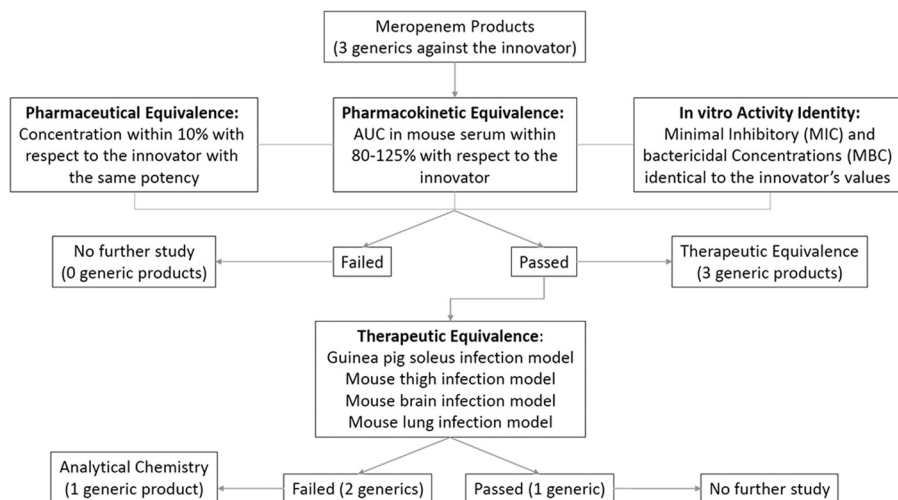 Meropenem Products
(3 generics against the innovator)
Pharmaceutical Equivalence:
Concentration within 10% with
respect to the innovator with
the same potency
Pharmacokinetic Equivalence:
AUC in mouse serum within
80-125% with respect to the
innovator
In vitro Activity Identity:
Minimal Inhibitory (MIC) and
bactericidal Concentrations (MBC)
identical to the innovator's values
No further study
(0 generic products)
Failed
Passed
Therapeutic Equivalence
(3 generic products)
Therapeutic Equivalence:
Guinea pig soleus infection model
Mouse thigh infection model
Mouse brain infection model
Mouse lung infection model
Analytical Chemistry
(1 generic product)
Failed (2 generics)
Passed (1 generic)
No further study